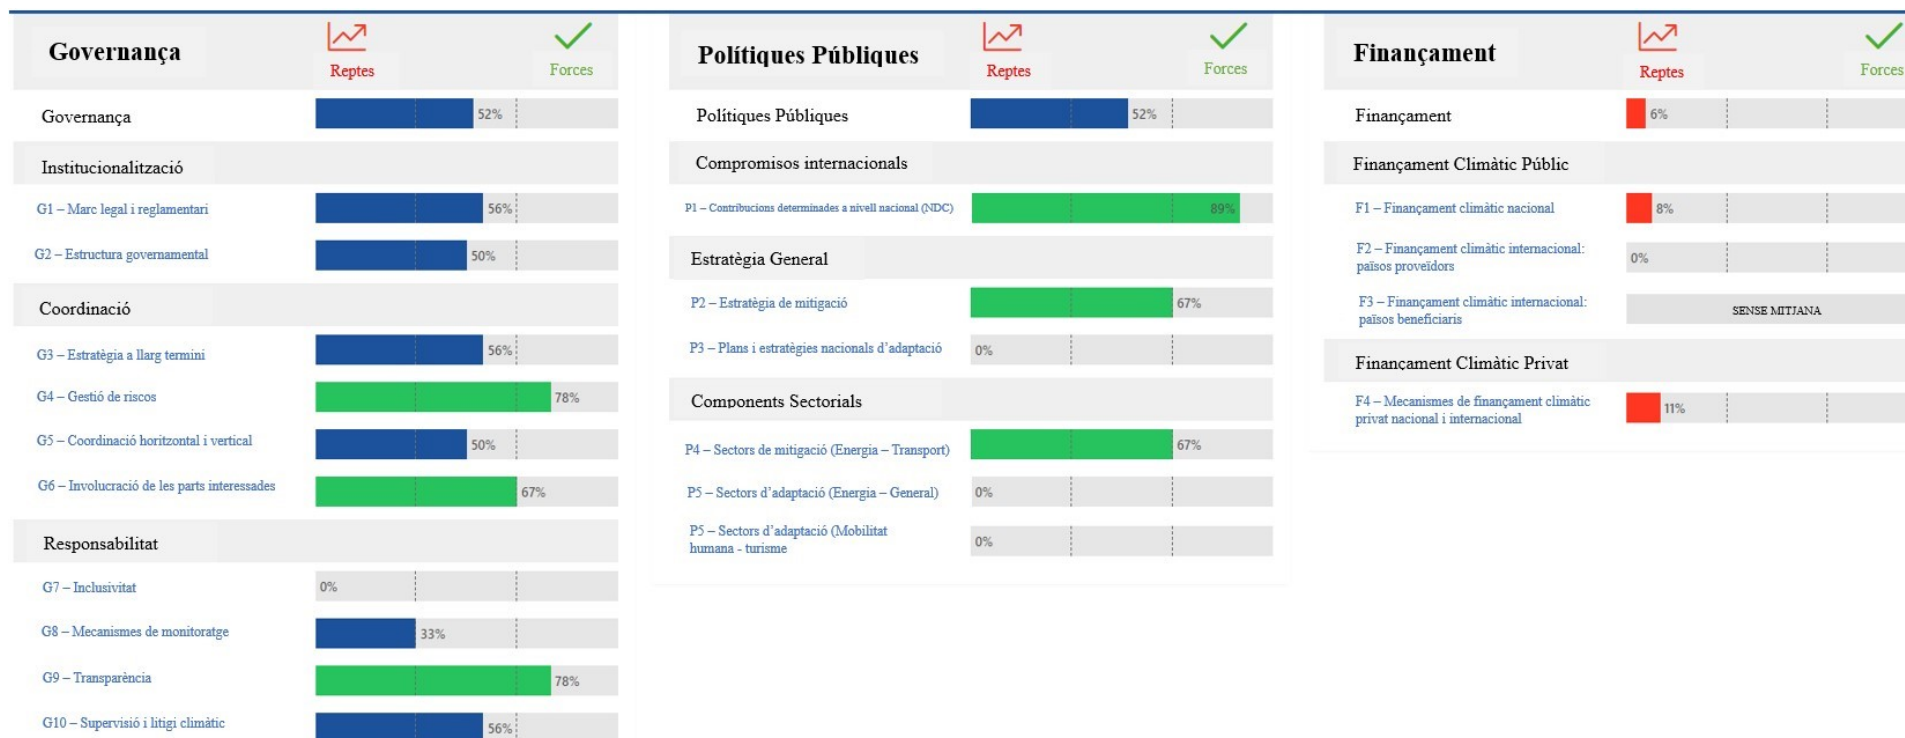 Governança
Reptes
Forces
Governança
52%
Institucionalització
G1 – Marc legal i reglamentari
56%
G2 – Estructura governamental
50%
Coordinació
G3 – Estratègia a llarg termini
56%
G4 – Gestió de riscos
78%
G5 – Coordinació horitzontal i vertical
50%
G6 – Involucració de les parts interessades
67%
Responsabilitat
G7 – Inclusivitat
0%
G8 – Mecanismes de monitoratge
33%
G9 – Transparència
78%
G10 – Supervisió i litigi climàtic
56%
Polítiques Públiques
Reptes
Forces
Polítiques Públiques
52%
Compromisos internacionals
P1 – Contribucions determinades a nivell nacional (NDC)
89%
Estratègia General
P2 – Estratègia de mitigació
67%
P3 – Plans i estratègies nacionals d’adaptació
0%
Components Sectorials
P4 – Sectors de mitigació (Energia – Transport)
67%
P5 – Sectors d’adaptació (Energia – General)
0%
P5 – Sectors d’adaptació (Mobilitat
humana - turisme
0%
Finançament
Reptes
Forces
Finançament
6%
Finançament Climàtic Públic
F1 – Finançament climàtic nacional
8%
F2 – Finançament climàtic internacional:
països proveïdors
0%
F3 – Finançament climàtic internacional:
països beneficiaris
SENSE MITJANA
Finançament Climàtic Privat
F4 – Mecanismes de finançament climàtic
privat nacional i internacional
11%